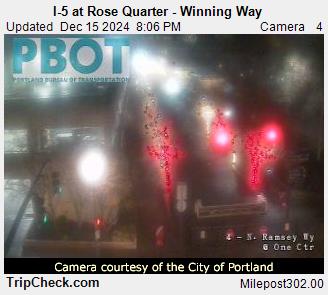 I-5 at Rose Quarter - Winning Way
Updated Dec 15 2024 8:06 PM Camera 4
PBOT
PORTLAND BUREAU OF TRANSPORTATION
4 - N. Ramsey Wy
@ One Ctr
Camera courtesy of the City of Portland
TripCheck.com Milepost302.00